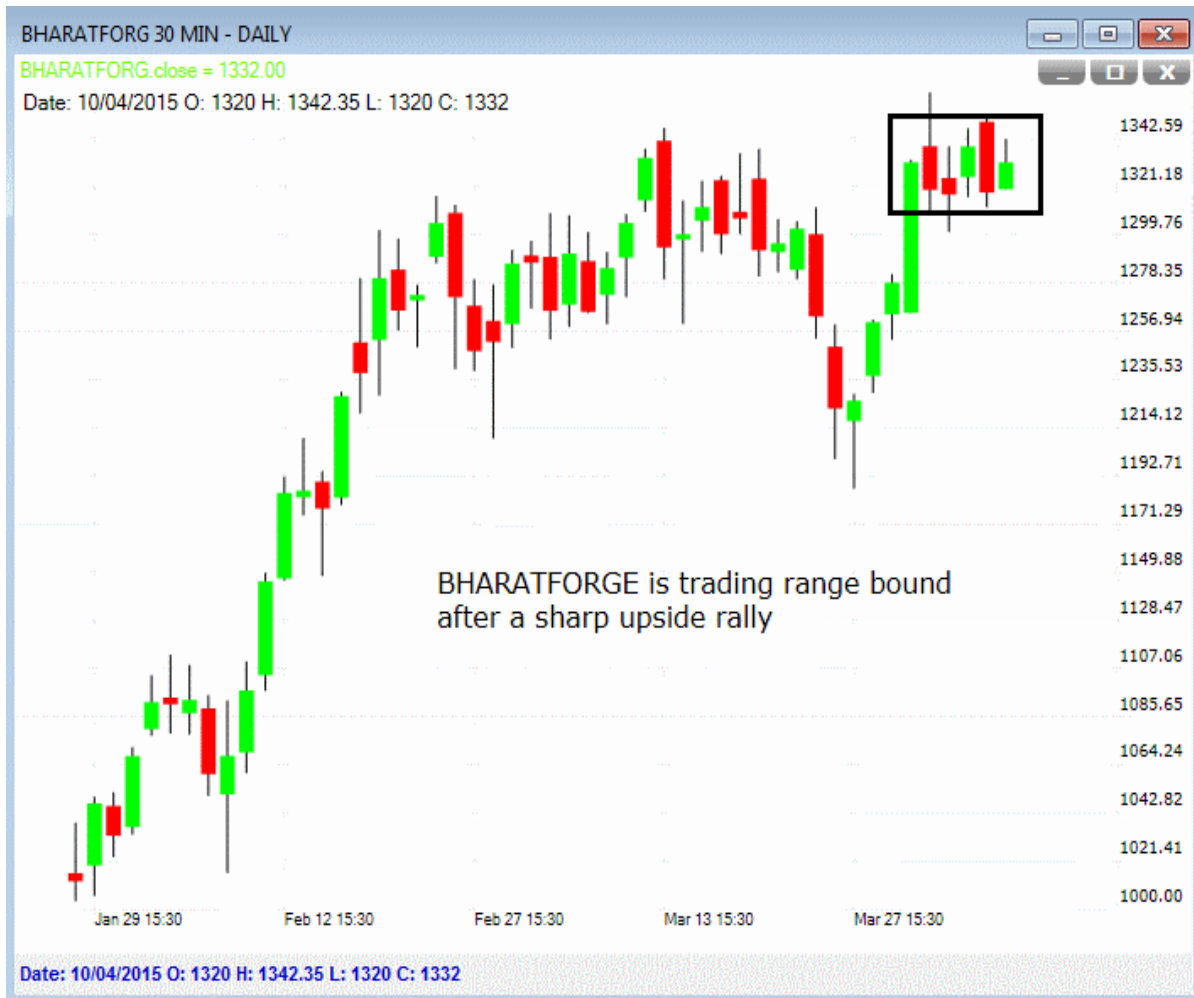 BHARATFORG 30 MIN - DAILY
BHARATFORG.close = 1332.00
Date: 10/04/2015 O: 1320 H: 1342.35 L: 1320 C: 1332
1342.59
1321.18
1299.76
1278.35
1256.94
1235.53
1214.12
1192.71
1171.29
1149.88
BHARATFORGE is trading range bound
after a sharp upside rally
1128.47
1107.06
1085.65
1064.24
1042.82
1021.41
1000.00
Jan 29 15:30 Feb 12 15:30 Feb 27 15:30 Mar 13 15:30 Mar 27 15:30
Date: 10/04/2015 O: 1320 H: 1342.35 L: 1320 C: 1332